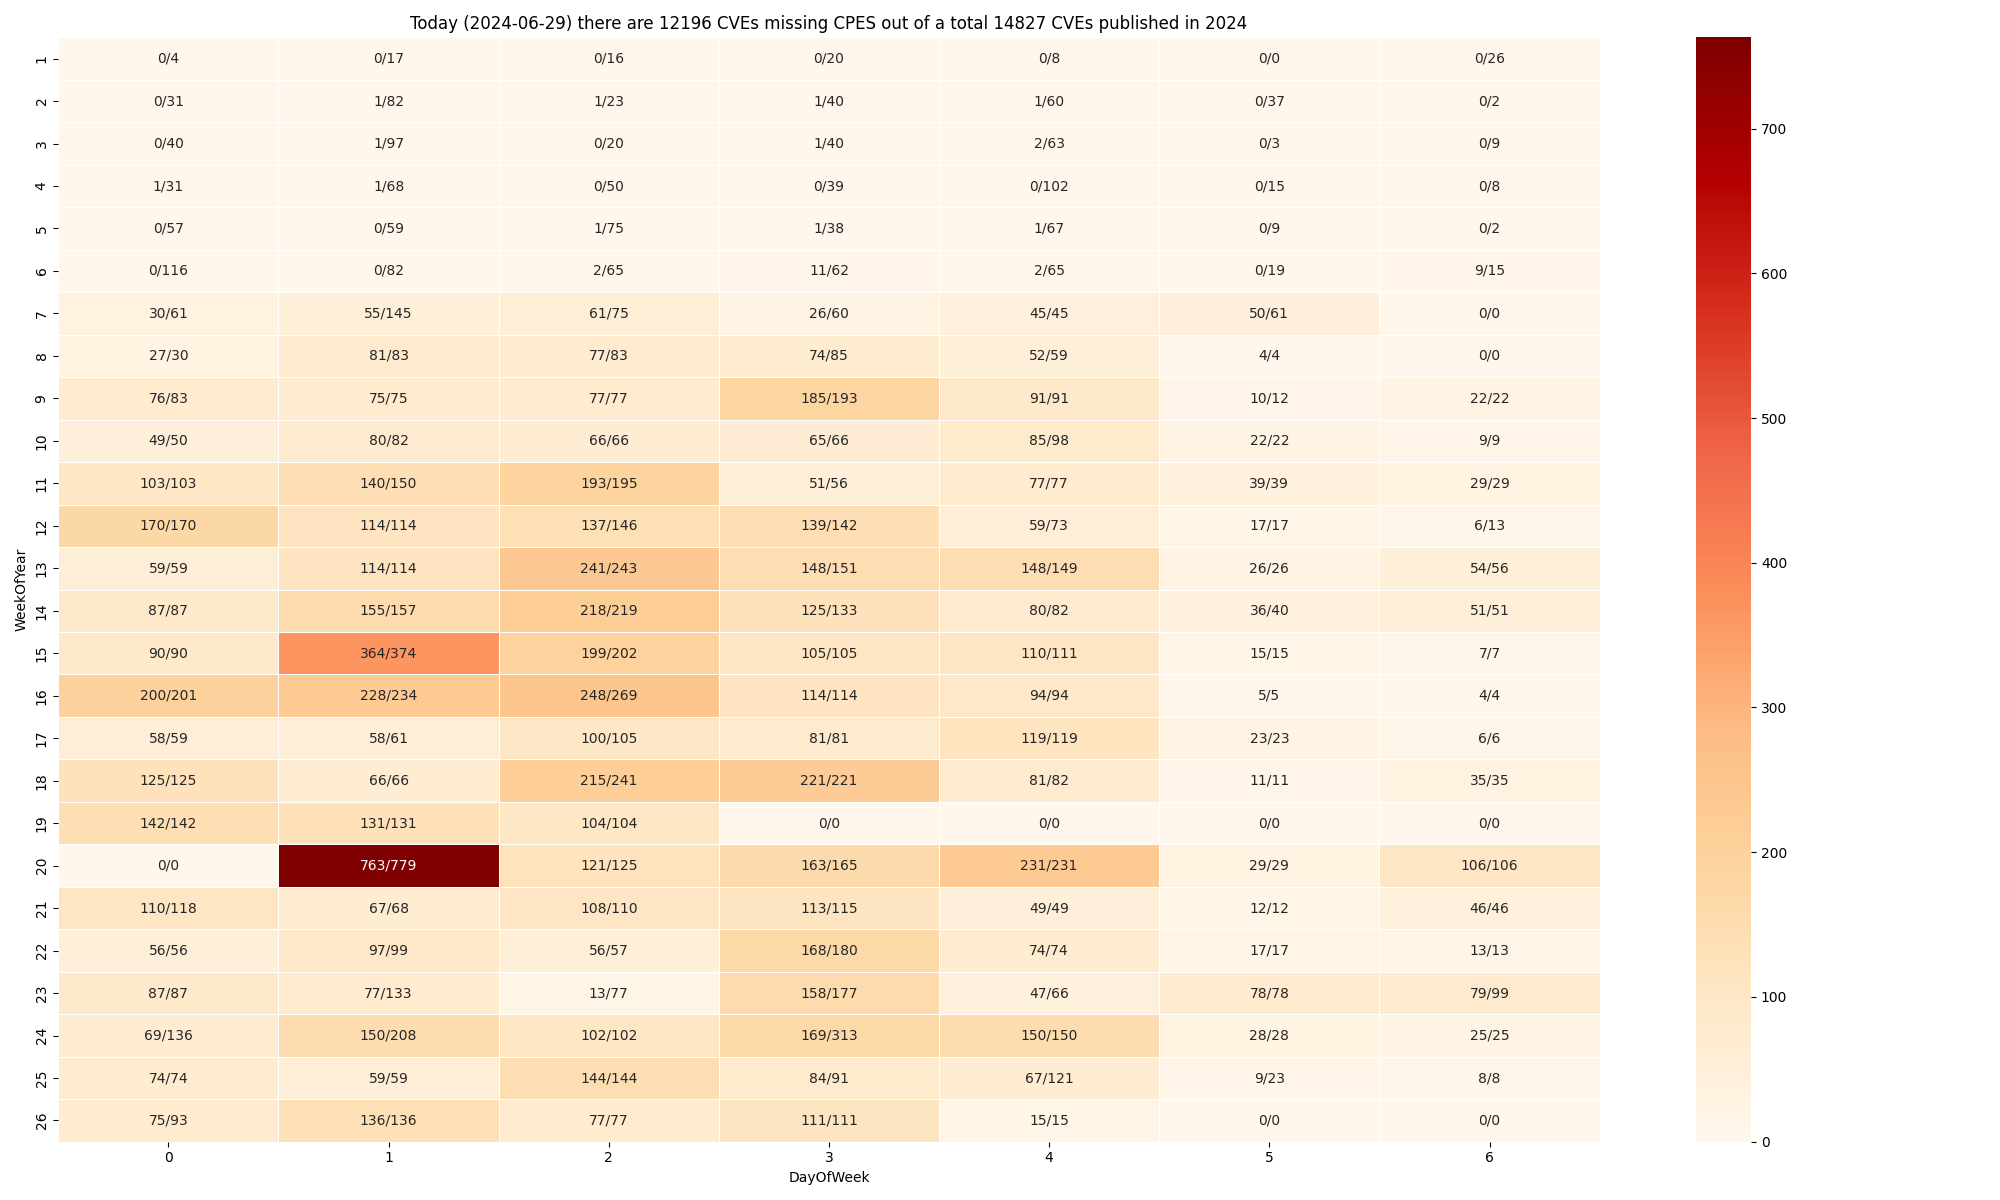 Today (2024-06-29) there are 12196 CVEs missing CPES out of a total 14827 CVEs published in 2024
1 0/4 0/17 0/16 0/20 0/8 0/0 0/26
2 0/31 1/82 1/23 1/40 1/60 0/37 0/2
3 0/40 1/97 0/20 1/40 2/63 0/3 0/9
4 1/31 1/68 0/50 0/39 0/102 0/15 0/8
5 0/57 0/59 1/75 1/38 1/67 0/9 0/2
6 0/116 0/82 2/65 11/62 2/65 0/19 9/15
7 30/61 55/145 61/75 26/60 45/45 50/61 0/0
8 27/30 81/83 77/83 74/85 52/59 4/4 0/0
9 76/83 75/75 77/77 185/193 91/91 10/12 22/22
10 49/50 80/82 66/66 65/66 85/98 22/22 9/9
11 103/103 140/150 193/195 51/56 77/77 39/39 29/29
12 170/170 114/114 137/146 139/142 59/73 17/17 6/13
13 59/59 114/114 241/243 148/151 148/149 26/26 54/56
14 87/87 155/157 218/219 125/133 80/82 36/40 51/51
15 90/90 364/374 199/202 105/105 110/111 15/15 7/7
16 200/201 228/234 248/269 114/114 94/94 5/5 4/4
17 58/59 58/61 100/105 81/81 119/119 23/23 6/6
18 125/125 66/66 215/241 221/221 81/82 11/11 35/35
19 142/142 131/131 104/104 0/0 0/0 0/0 0/0
20 0/0 763/779 121/125 163/165 231/231 29/29 106/106
21 110/118 67/68 108/110 113/115 49/49 12/12 46/46
22 56/56 97/99 56/57 168/180 74/74 17/17 13/13
23 87/87 77/133 13/77 158/177 47/66 78/78 79/99
24 69/136 150/208 102/102 169/313 150/150 28/28 25/25
25 74/74 59/59 144/144 84/91 67/121 9/23 8/8
26 75/93 136/136 77/77 111/111 15/15 0/0 0/0
0 1 2 3 4 5 6
DayOfWeek
WeekOfYear
700
600
500
400
300
200
100
0